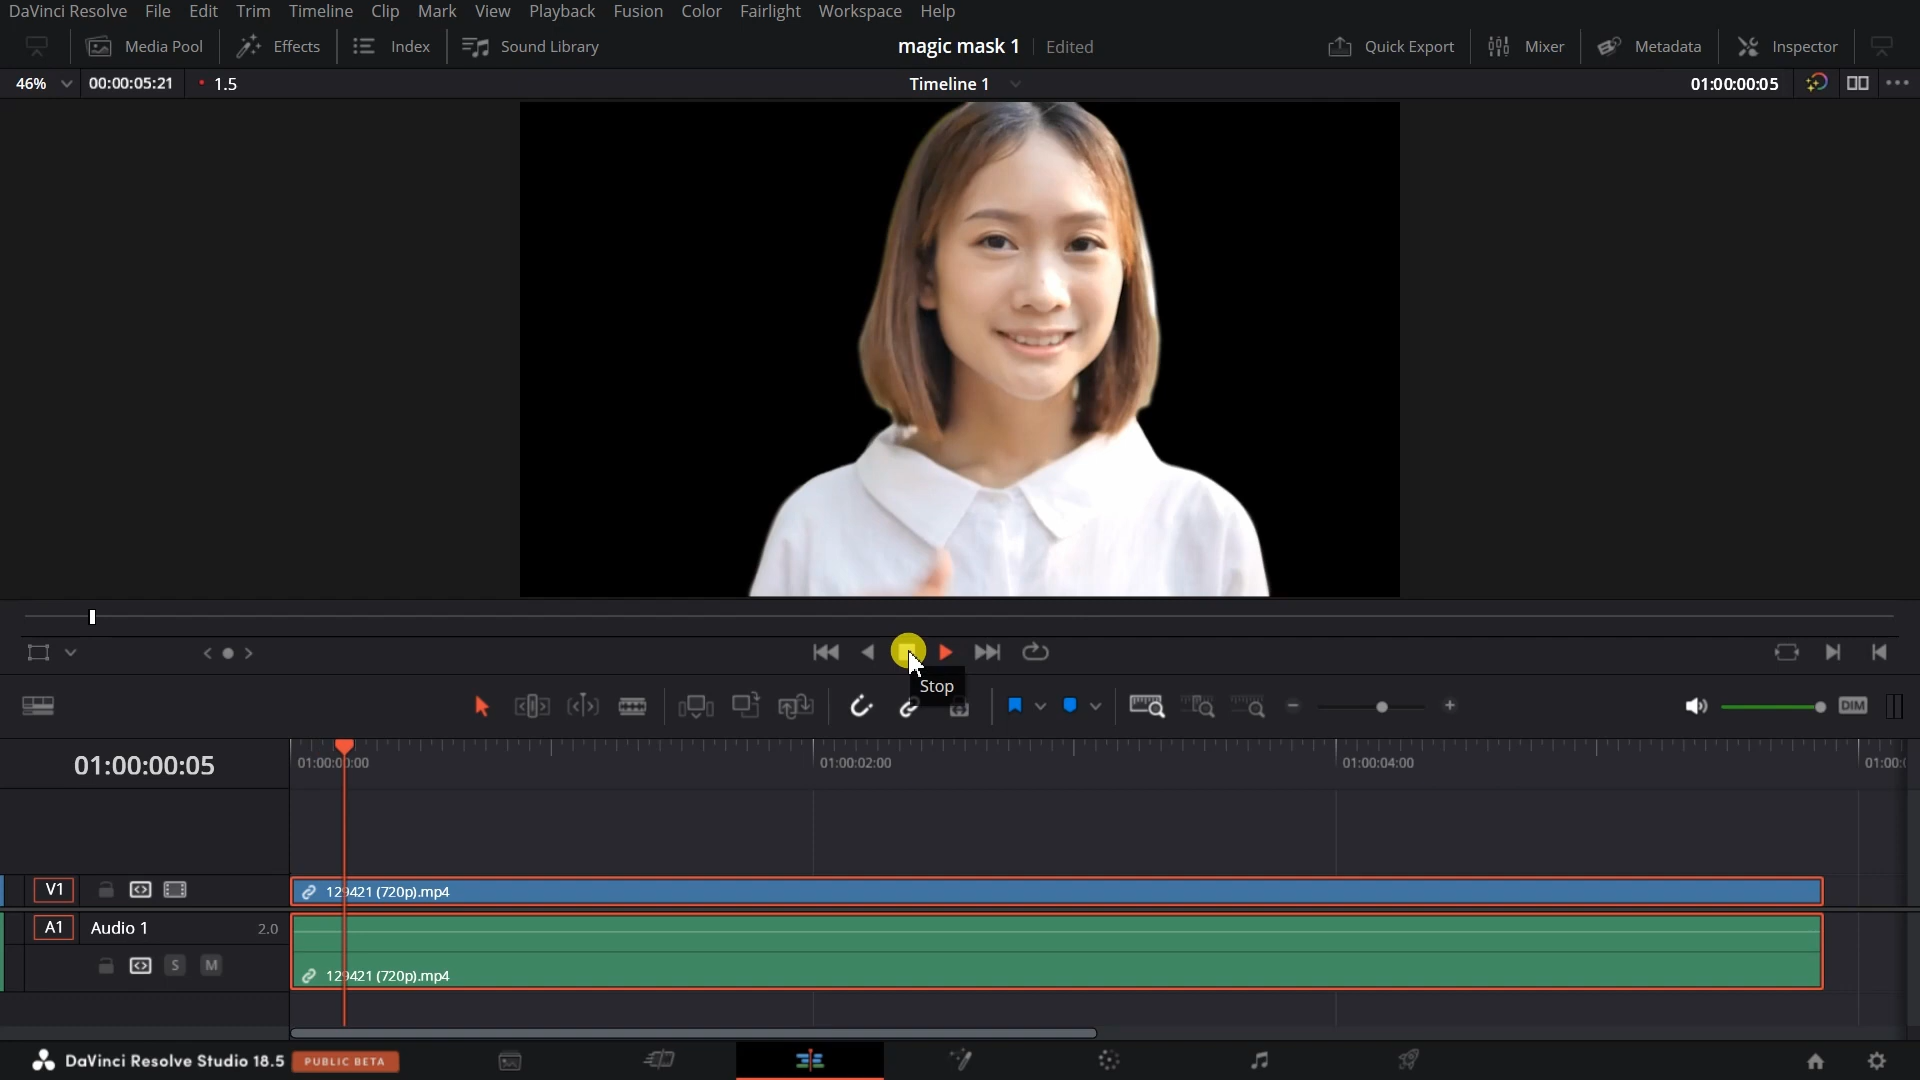 DaVinci Resolve File Edit Trim Timeline Clip Mark View Playback Fusion Color Fairlight Workspace Help
Media Pool Effects Index Sound Library magic mask 1 Edited Quick Export Mixer Metadata Inspector
46% 00:00:05:21 1.5 Timeline 1 01:00:00:05
Stop
DIM
01:00:00:05 01:00:00:00 01:00:02:00 01:00:04:00
V1 129421 (720p).mp4
A1 Audio 1 2.0
S M 129421 (720p).mp4
DaVinci Resolve Studio 18.5 PUBLIC BETA